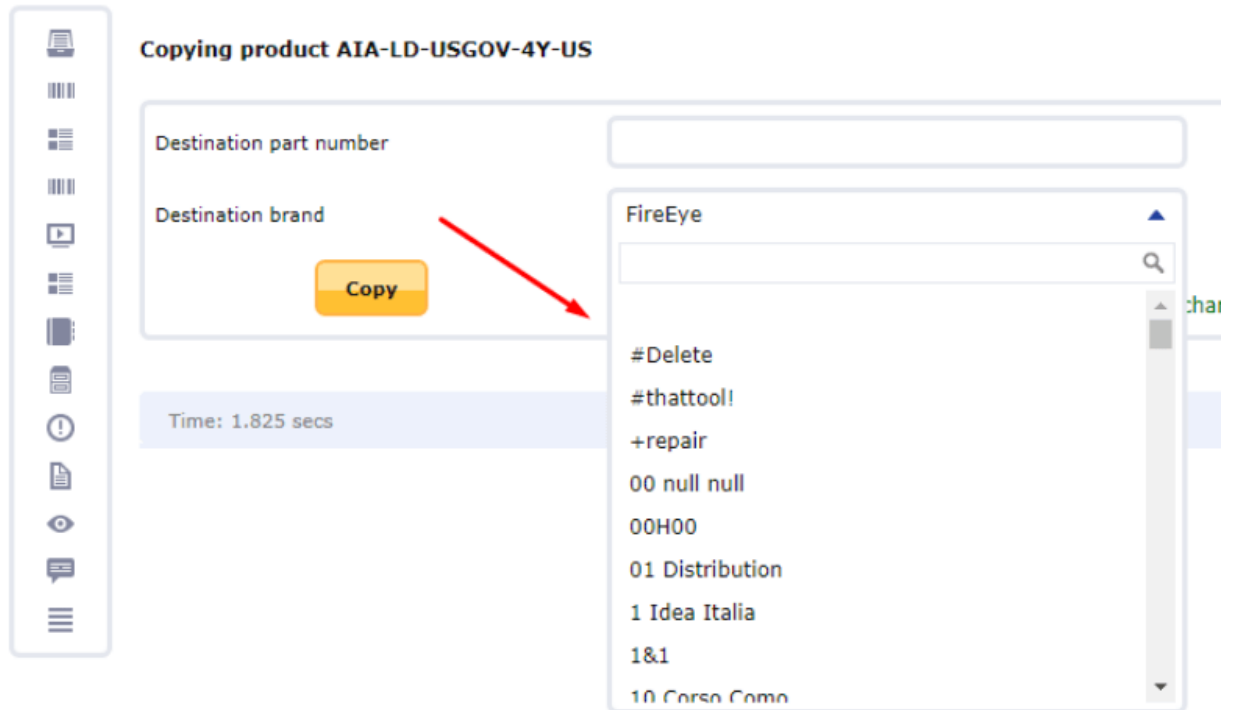 Copying product AIA-LD-USGOV-4Y-US
Destination part number
Destination brand
FireEye
Copy
#Delete
#thattool!
+repair
00 null null
00H00
01 Distribution
1 Idea Italia
1&1
10 Corso Como
Time: 1.825 secs